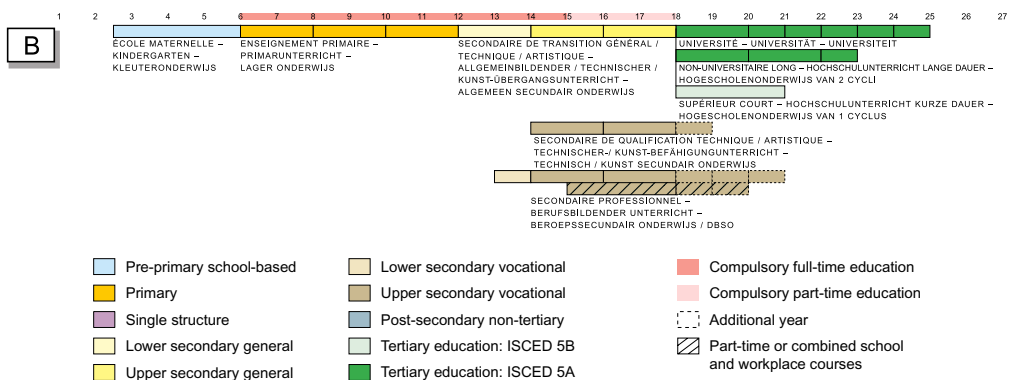 1 2 3 4 5 6 7 8 9 10 11 12 13 14 15 16 17 18 19 20 21 22 23 24 25 26 27
B
ÉCOLE MATERNELLE –
KINDERGARTEN –
KLEUTERONDERWIJS
ENSEIGNEMENT PRIMAIRE –
PRIMARUNTERRICHT –
LAGER ONDERWIJS
SECONDAIRE DE TRANSITION GÉNÉRAL /
TECHNIQUE / ARTISTIQUE –
ALLGEMEINBILDENDER / TECHNISCHER /
KUNST-ÜBERGANGSUNTERRICHT –
ALGEMEEN SECUNDAIR ONDERWIJS
UNIVERSITÉ – UNIVERSITÄT – UNIVERSITEIT
NON-UNIVERSITAIRE LONG – HOCHSCHULUNTERRICHT LANGE DAUER –
HOGESCHOLENONDERWIJS VAN 2 CYCLI
SUPÉRIEUR COURT – HOCHSCHULUNTERRICHT KURZE DAUER –
HOGESCHOLENONDERWIJS VAN 1 CYCLUS
SECONDAIRE DE QUALIFICATION TECHNIQUE / ARTISTIQUE –
TECHNISCHER-/ KUNST-BEFÄHIGUNGUNTERRICHT –
TECHNISCH / KUNST SECUNDAIR ONDERWIJS
SECONDAIRE PROFESSIONNEL –
BERUFSBILDENDER UNTERRICHT –
BEROEPSSECUNDAIR ONDERWIJS / DBSO
Pre-primary school-based
Primary
Single structure
Lower secondary general
Upper secondary general
Lower secondary vocational
Upper secondary vocational
Post-secondary non-tertiary
Tertiary education: ISCED 5B
Tertiary education: ISCED 5A
Compulsory full-time education
Compulsory part-time education
Additional year
Part-time or combined school
and workplace courses